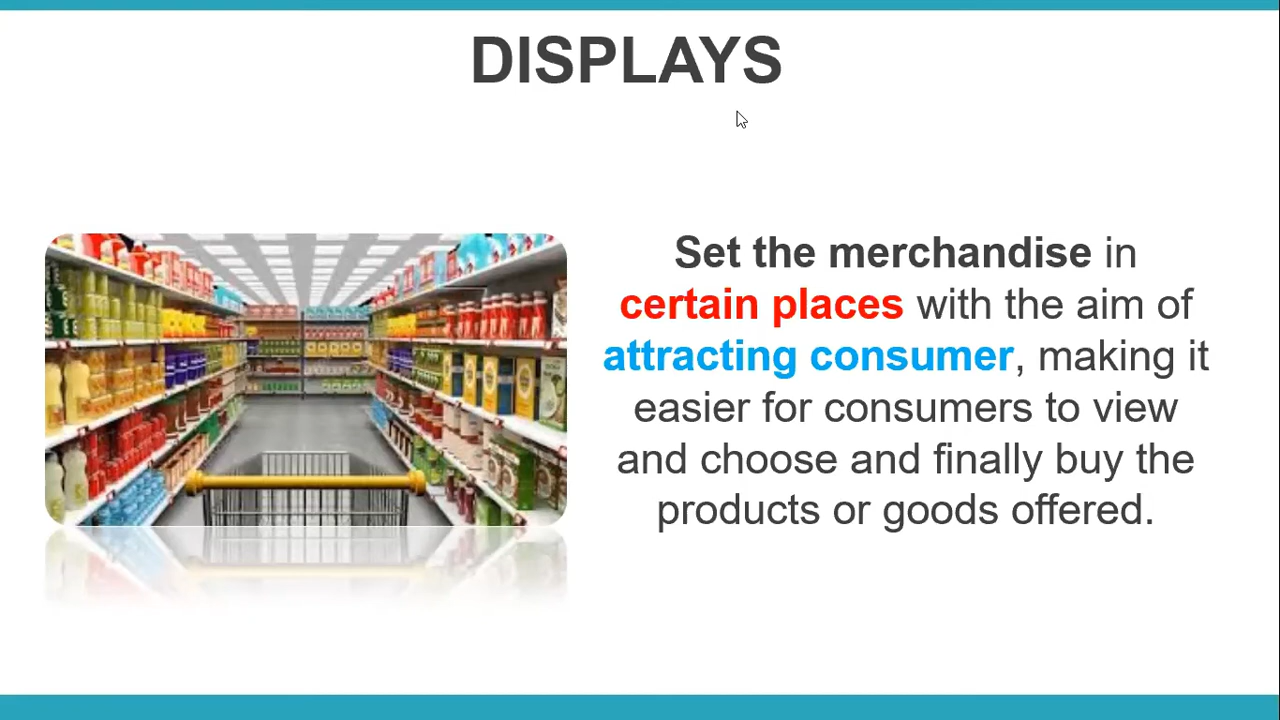 DISPLAYS
Set the merchandise in
certain places with the aim of
attracting consumer, making it
easier for consumers to view
and choose and finally buy the
products or goods offered.